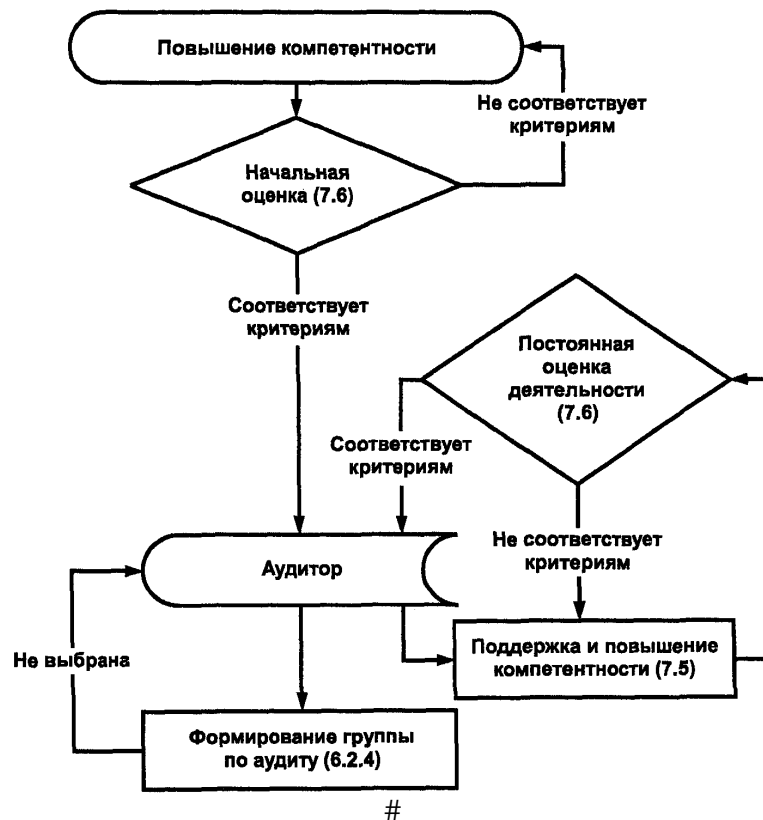 Повышение компетентности
Не соответствует
критериям
Начальная
оценка (7.6)
Соответствует
критериям
Постоянная
оценка
деятельности
(7.6)
Соответствует
критериям
Не соответствует
критериям
Аудитор
Не выбрана
Поддержка и повышение
компетентности (7.5)
Формирование группы
по аудиту (6.2.4)
#